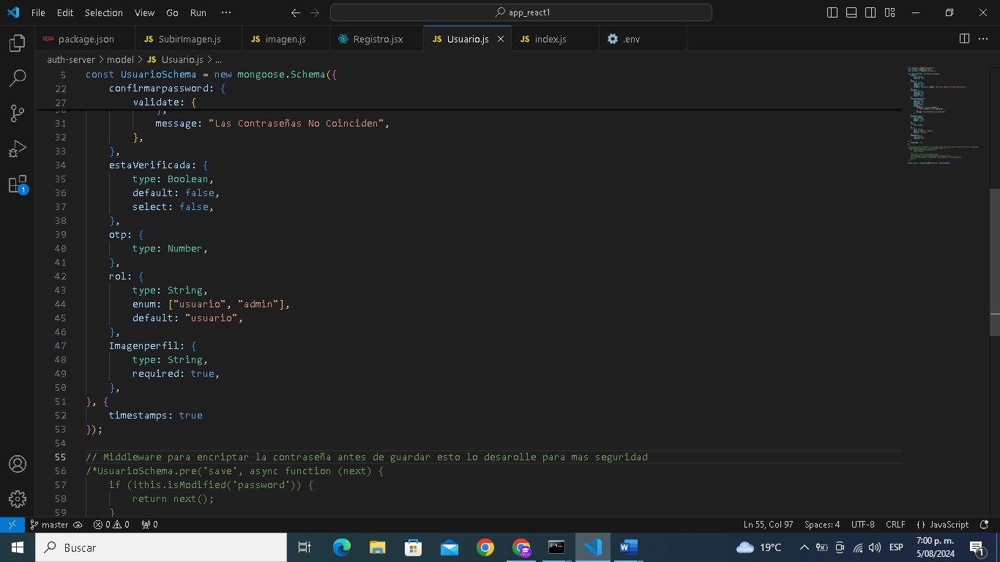 File Edit Selection View Go Run ··· app_react1
package.json JS SubirImagen.js JS imagen.js Registro.jsx JS Usuario.js JS index.js .env
auth-server > model > JS Usuario.js > ...
5 const UsuarioSchema = new mongoose.Schema({
22 confirmarpassword: {
27 validate: {
30 },
31 message: "Las Contraseñas No Coinciden",
32 },
33 },
34 estaVerificada: {
35 type: Boolean,
36 default: false,
37 select: false,
38 },
39 otp: {
40 type: Number,
41 },
42 rol: {
43 type: String,
44 enum: ["usuario", "admin"],
45 default: "usuario",
46 },
47 Imagenperfil: {
48 type: String,
49 required: true,
50 },
51 }, {
52 timestamps: true
53 });
54
55 // Middleware para encriptar la contraseña antes de guardar esto lo desarolle para mas seguridad
56 /*UsuarioSchema.pre('save', async function (next) {
57 if (!this.isModified('password')) {
58 return next();
59 }
1
master 0 0 0 Ln 55, Col 97 Spaces: 4 UTF-8 CRLF {} JavaScript
Buscar 19°C ESP 7:00 p. m.
5/08/2024 1